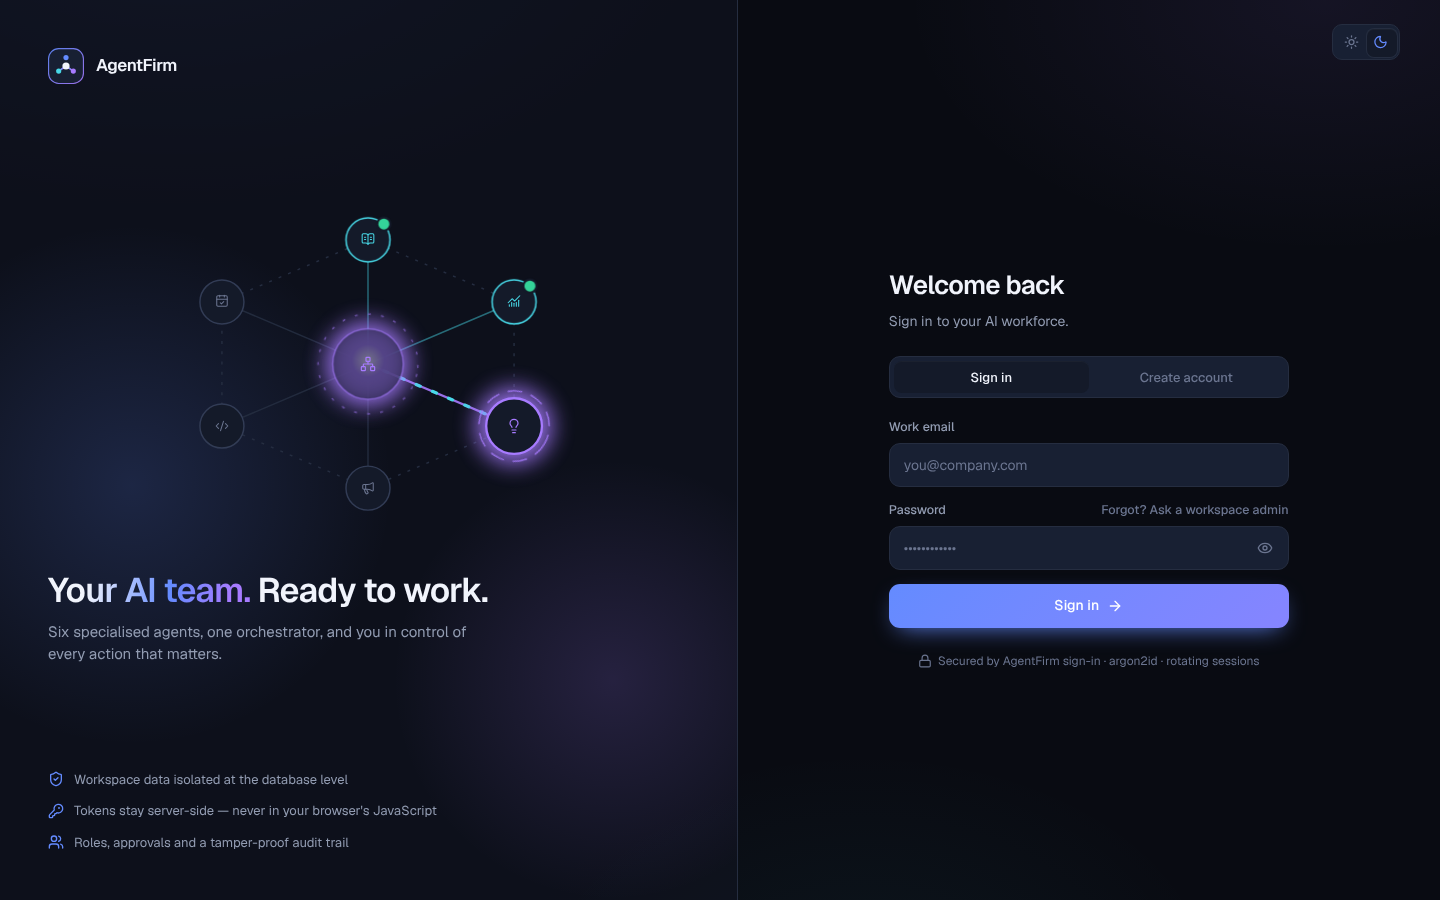 AgentFirm
Your AI team. Ready to work.
Six specialised agents, one orchestrator, and you in control of
every action that matters.
Workspace data isolated at the database level
Tokens stay server-side — never in your browser's JavaScript
Roles, approvals and a tamper-proof audit trail
Welcome back
Sign in to your AI workforce.
Sign in
Create account
Work email
you@company.com
Password
Forgot? Ask a workspace admin
••••••••••••
Sign in →
Secured by AgentFirm sign-in · argon2id · rotating sessions